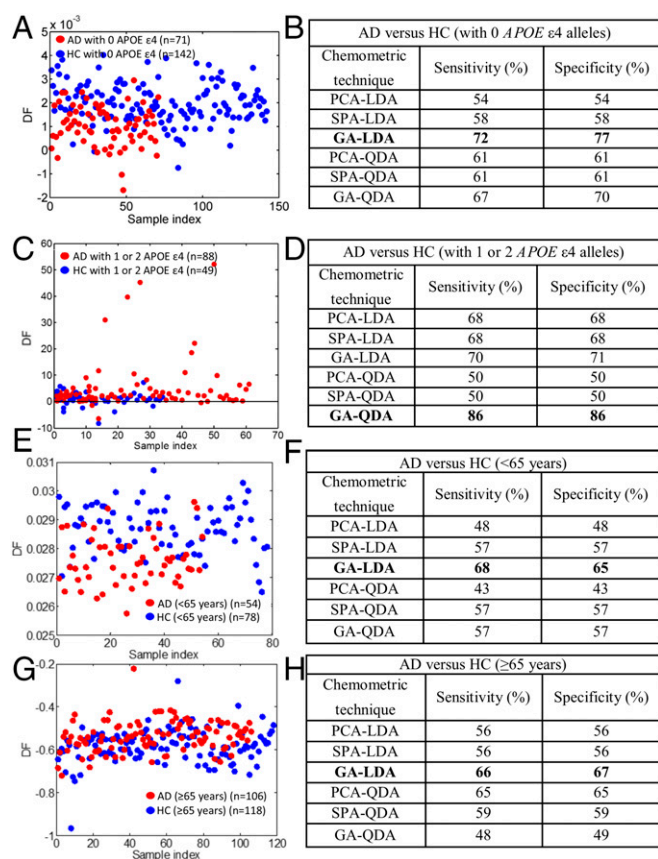 A
×10⁻³
AD with 0 APOE ε4 (n=71)
HC with 0 APOE ε4 (n=142)
5
4
3
2
1
0
-1
-2
DF
0 50 100 150
Sample index
B
AD versus HC (with 0 APOE ε4 alleles)
Chemometric technique Sensitivity (%) Specificity (%)
PCA-LDA 54 54
SPA-LDA 58 58
GA-LDA 72 77
PCA-QDA 61 61
SPA-QDA 61 61
GA-QDA 67 70
C
AD with 1 or 2 APOE ε4 (n=88)
HC with 1 or 2 APOE ε4 (n=49)
60
50
40
30
20
10
0
-10
DF
0 10 20 30 40 50 60 70
Sample index
D
AD versus HC (with 1 or 2 APOE ε4 alleles)
Chemometric technique Sensitivity (%) Specificity (%)
PCA-LDA 68 68
SPA-LDA 68 68
GA-LDA 70 71
PCA-QDA 50 50
SPA-QDA 50 50
GA-QDA 86 86
E
0.031
0.03
0.029
0.028
0.027
0.026
0.025
DF
AD (<65 years) (n=54)
HC (<65 years) (n=78)
0 20 40 60 80
Sample index
F
AD versus HC (<65 years)
Chemometric technique Sensitivity (%) Specificity (%)
PCA-LDA 48 48
SPA-LDA 57 57
GA-LDA 68 65
PCA-QDA 43 43
SPA-QDA 57 57
GA-QDA 57 57
G
-0.2
-0.4
-0.6
-0.8
-1
DF
AD (≥65 years) (n=106)
HC (≥65 years) (n=118)
0 20 40 60 80 100 120
Sample index
H
AD versus HC (≥65 years)
Chemometric technique Sensitivity (%) Specificity (%)
PCA-LDA 56 56
SPA-LDA 56 56
GA-LDA 66 67
PCA-QDA 65 65
SPA-QDA 59 59
GA-QDA 48 49